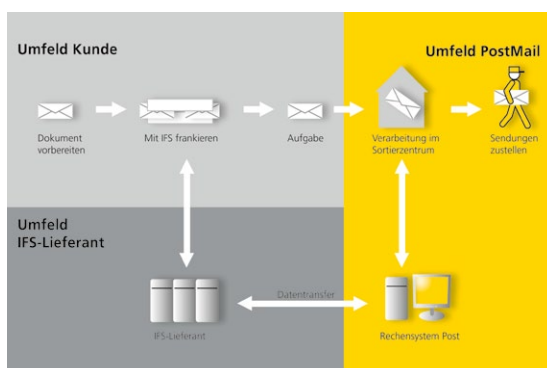 Umfeld Kunde
Umfeld PostMail
Dokument
vorbereiten
Mit IFS frankieren
Aufgabe
Verarbeitung im
Sortierzentrum
Sendungen
zustellen
Umfeld
IFS-Lieferant
Datentransfer
IFS-Lieferant
Rechensystem Post